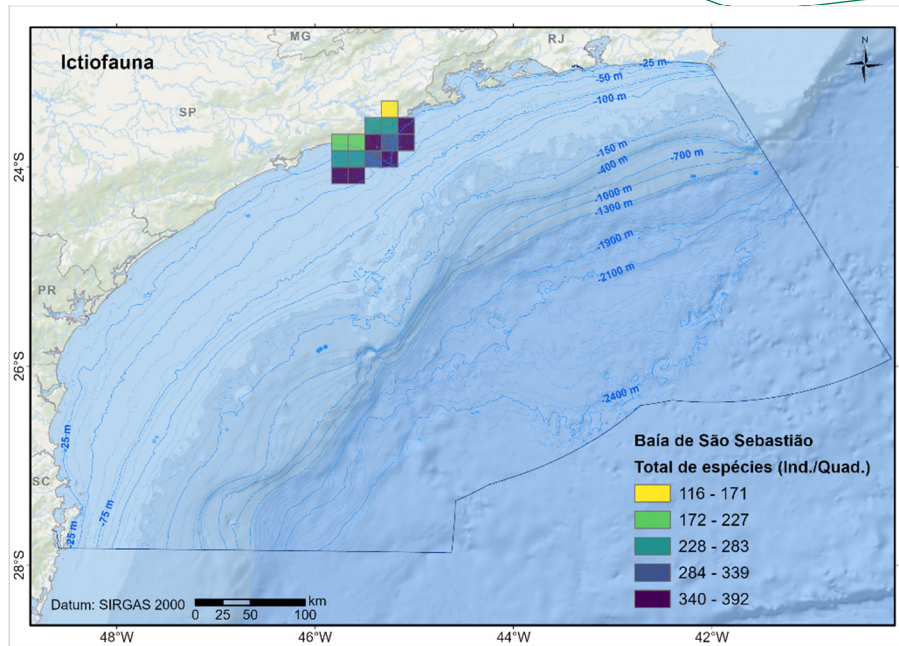 Ictiofauna
MG
RJ
N
SP
-25 m
-50 m
-100 m
24°S
-150 m
-400 m
-700 m
-1000 m
-1300 m
-1900 m
-2100 m
PR
26°S
-2400 m
-25 m
SC
-75 m
-25 m
28°S
Baía de São Sebastião
Total de espécies (Ind./Quad.)
116 - 171
172 - 227
228 - 283
284 - 339
340 - 392
Datum: SIRGAS 2000
km
0 25 50 100
48°W 46°W 44°W 42°W